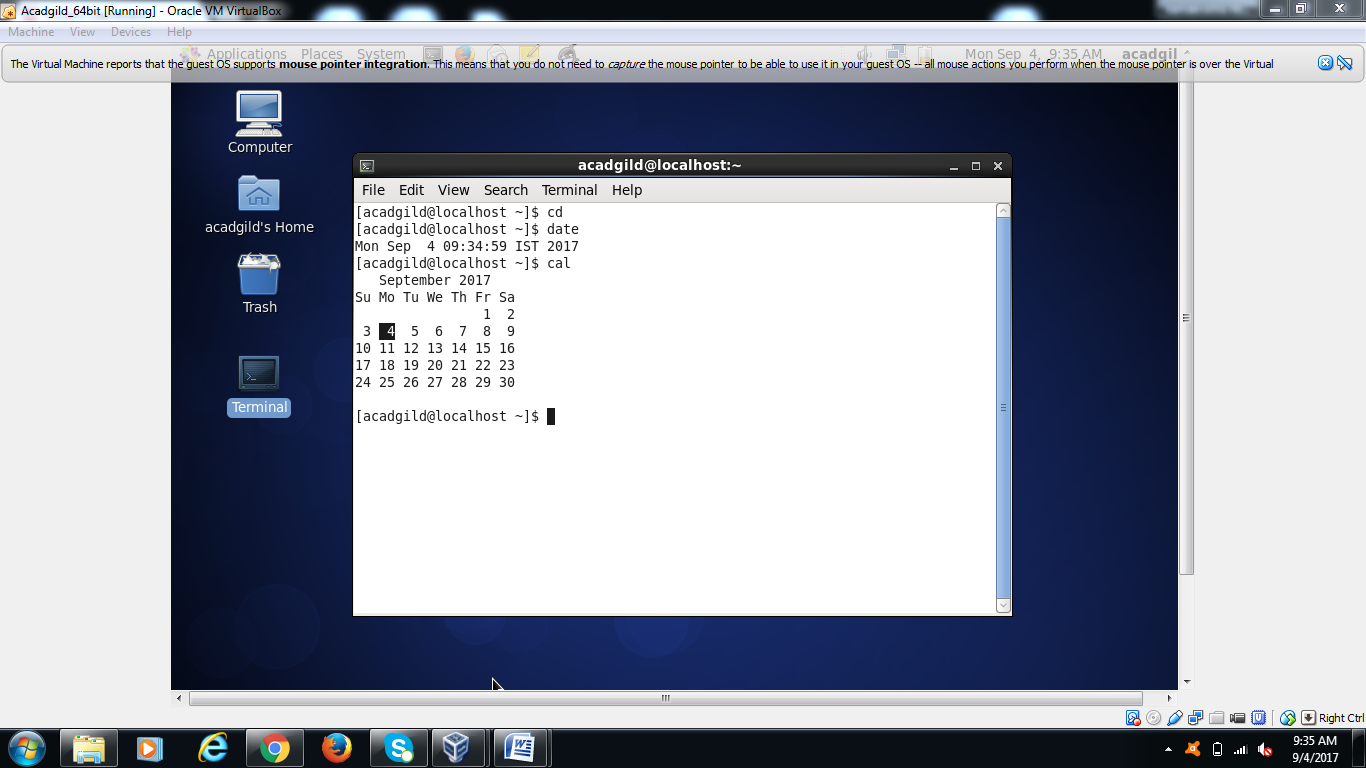 Acadgild_64bit [Running] - Oracle VM VirtualBox
Machine View Devices Help
Applications Places System Mon Sep 4, 9:35 AM acadgil
The Virtual Machine reports that the guest OS supports mouse pointer integration. This means that you do not need to capture the mouse pointer to be able to use it in your guest OS -- all mouse actions you perform when the mouse pointer is over the Virtual
Computer
acadgild's Home
Trash
Terminal
acadgild@localhost:~
File Edit View Search Terminal Help
[acadgild@localhost ~]$ cd
[acadgild@localhost ~]$ date
Mon Sep  4 09:34:59 IST 2017
[acadgild@localhost ~]$ cal
   September 2017
Su Mo Tu We Th Fr Sa
                1  2
 3  4  5  6  7  8  9
10 11 12 13 14 15 16
17 18 19 20 21 22 23
24 25 26 27 28 29 30
[acadgild@localhost ~]$
Right Ctrl
9:35 AM
9/4/2017